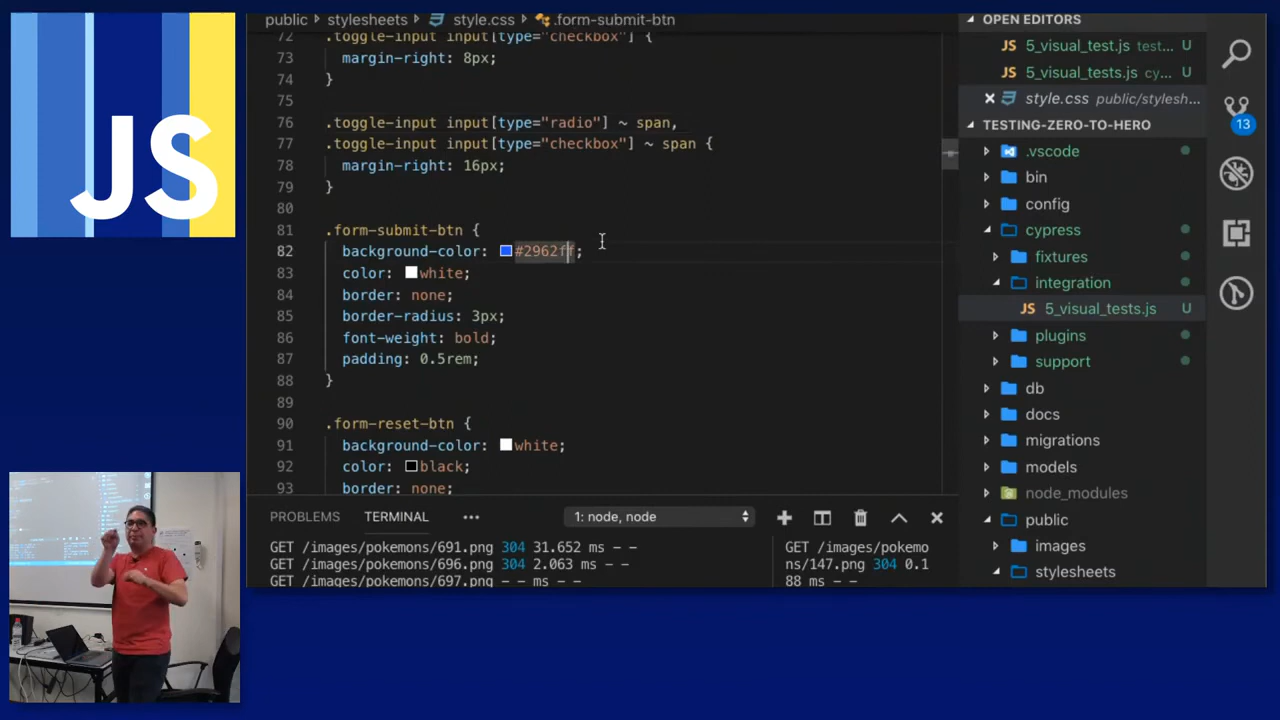 JS
public › stylesheets › style.css › .form-submit-btn
72 .toggle-input input[type="checkbox"] {
73 margin-right: 8px;
74 }
75
76 .toggle-input input[type="radio"] ~ span,
77 .toggle-input input[type="checkbox"] ~ span {
78 margin-right: 16px;
79 }
80
81 .form-submit-btn {
82 background-color: #2962ff;
83 color: white;
84 border: none;
85 border-radius: 3px;
86 font-weight: bold;
87 padding: 0.5rem;
88 }
89
90 .form-reset-btn {
91 background-color: white;
92 color: black;
93 border: none;
PROBLEMS TERMINAL ••• 1: node, node
GET /images/pokemons/691.png 304 31.652 ms - -
GET /images/pokemons/696.png 304 2.063 ms - -
GET /images/pokemons/697.png - - ms - -
GET /images/pokemo
ns/147.png 304 0.1
88 ms - -
OPEN EDITORS
JS 5_visual_test.js test... U
JS 5_visual_tests.js cy... U
style.css public/stylesh...
TESTING-ZERO-TO-HERO
.vscode
bin
config
cypress
fixtures
integration
JS 5_visual_tests.js U
plugins
support
db
docs
migrations
models
node_modules
public
images
stylesheets
13